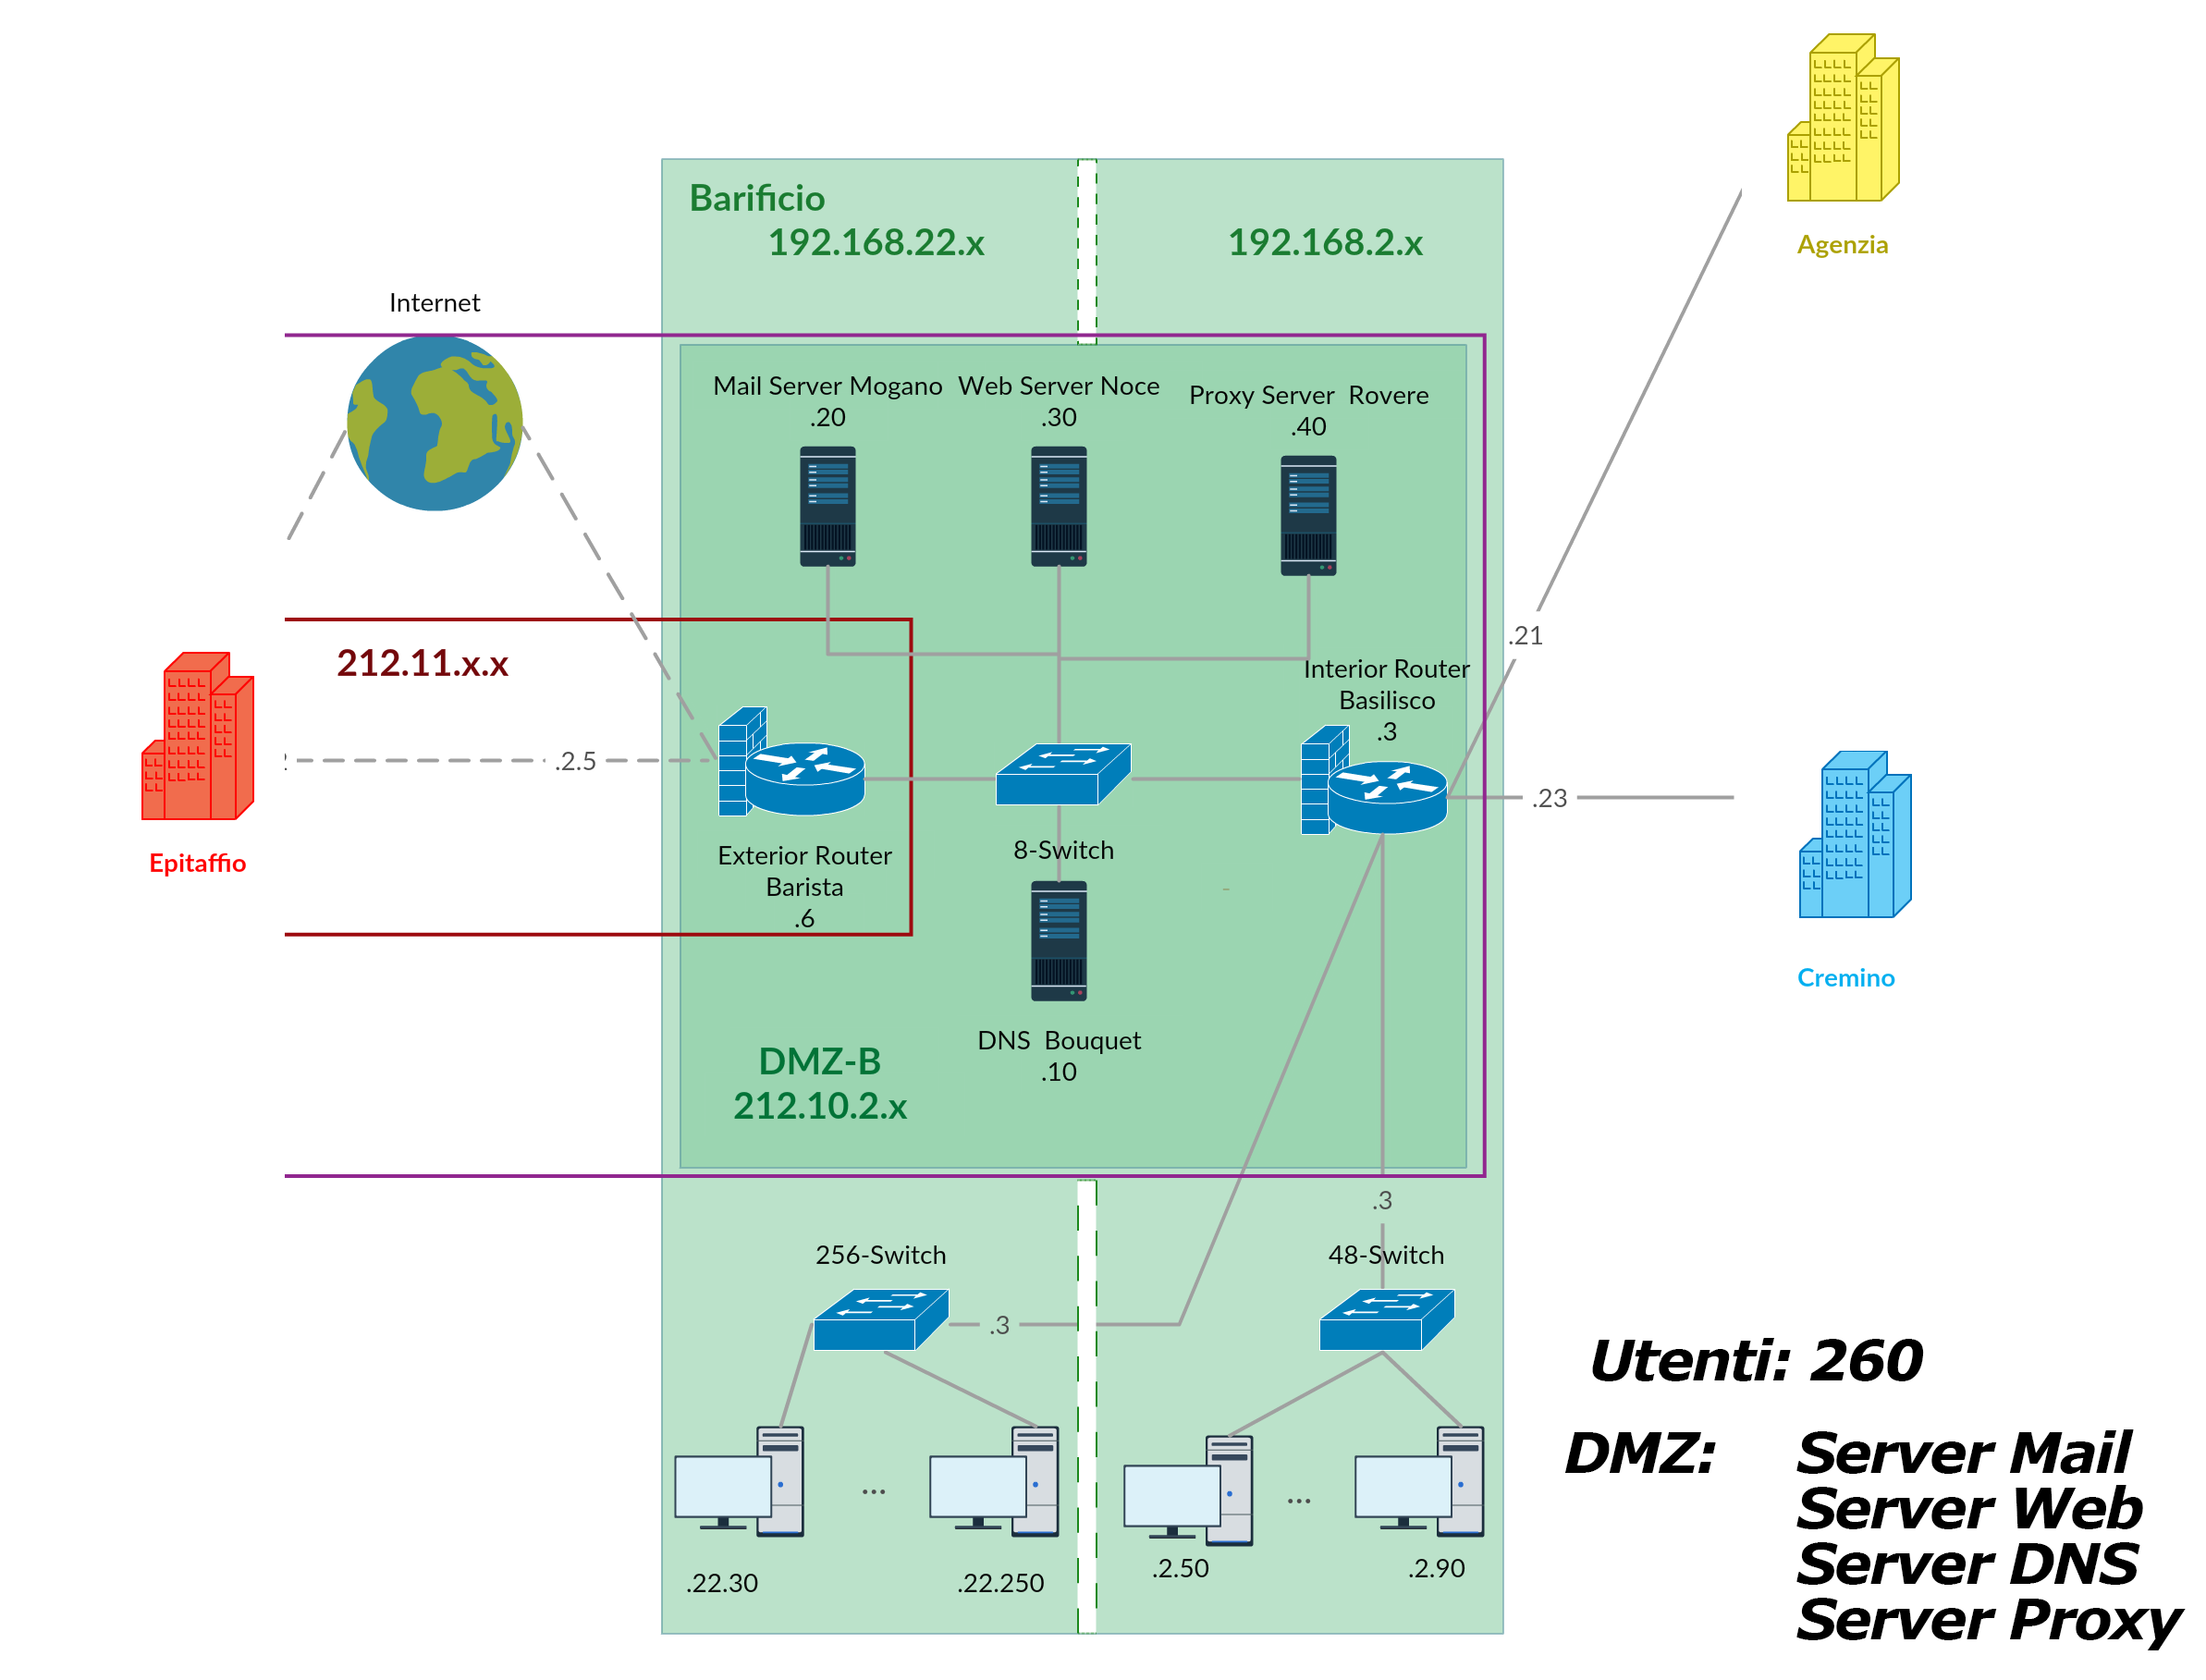 Agenzia
Barificio
192.168.22.x
192.168.2.x
Internet
Mail Server Mogano
.20
Web Server Noce
.30
Proxy Server Rovere
.40
212.11.x.x
.21
Interior Router
Basilisco
.3
.2.5
.23
Epitaffio
8-Switch
Exterior Router
Barista
.6
Cremino
DNS Bouquet
.10
DMZ-B
212.10.2.x
.3
256-Switch
48-Switch
.3
Utenti: 260
DMZ: Server Mail
Server Web
Server DNS
Server Proxy
...
...
.22.30
.22.250
.2.50
.2.90